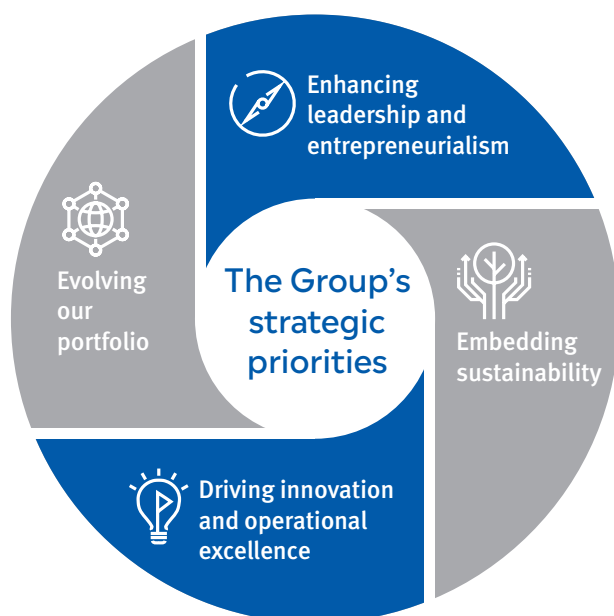 Enhancing
leadership and
entrepreneurialism
The Group's
strategic
priorities
Evolving
our
portfolio
Embedding
sustainability
Driving innovation
and operational
excellence